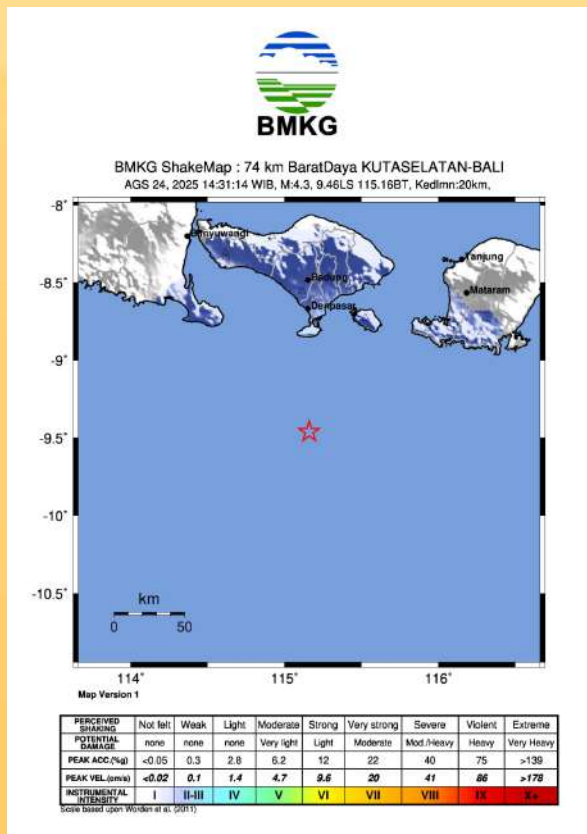 BMKG
BMKG ShakeMap : 74 km BaratDaya KUTASELATAN-BALI
AGS 24, 2025 14:31:14 WIB, M:4.3, 9.46LS 115.16BT, Kedlmn:20km,
-8°
Banyuwangi
Tanjung
-8.5°
Badung
Mataram
Denpasar
-9°
-9.5°
-10°
-10.5°
km
0 50
114° 115° 116°
Map Version 1
PERCEIVED SHAKING Not felt Weak Light Moderate Strong Very strong Severe Violent Extreme
POTENTIAL DAMAGE none none none Very light Light Moderate Mod./Heavy Heavy Very Heavy
PEAK ACC.(%g) <0.05 0.3 2.8 6.2 12 22 40 75 >139
PEAK VEL.(cm/s) <0.02 0.1 1.4 4.7 9.6 20 41 86 >178
INSTRUMENTAL INTENSITY I II-III IV V VI VII VIII IX X+
Scale based upon Worden et al. (2011)